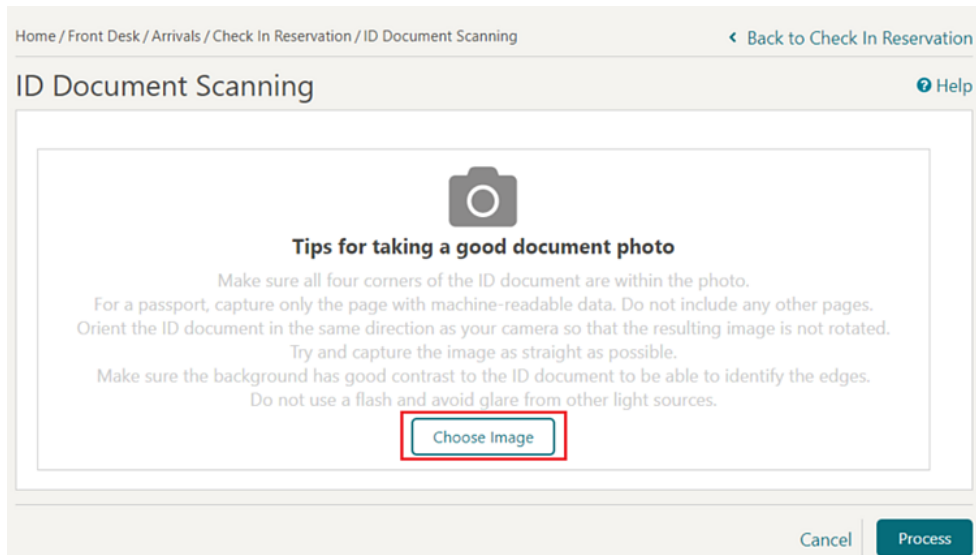 Home / Front Desk / Arrivals / Check In Reservation / ID Document Scanning
Back to Check In Reservation
ID Document Scanning
Help
Tips for taking a good document photo
Make sure all four corners of the ID document are within the photo.
For a passport, capture only the page with machine-readable data. Do not include any other pages.
Orient the ID document in the same direction as your camera so that the resulting image is not rotated.
Try and capture the image as straight as possible.
Make sure the background has good contrast to the ID document to be able to identify the edges.
Do not use a flash and avoid glare from other light sources.
Choose Image
Cancel
Process